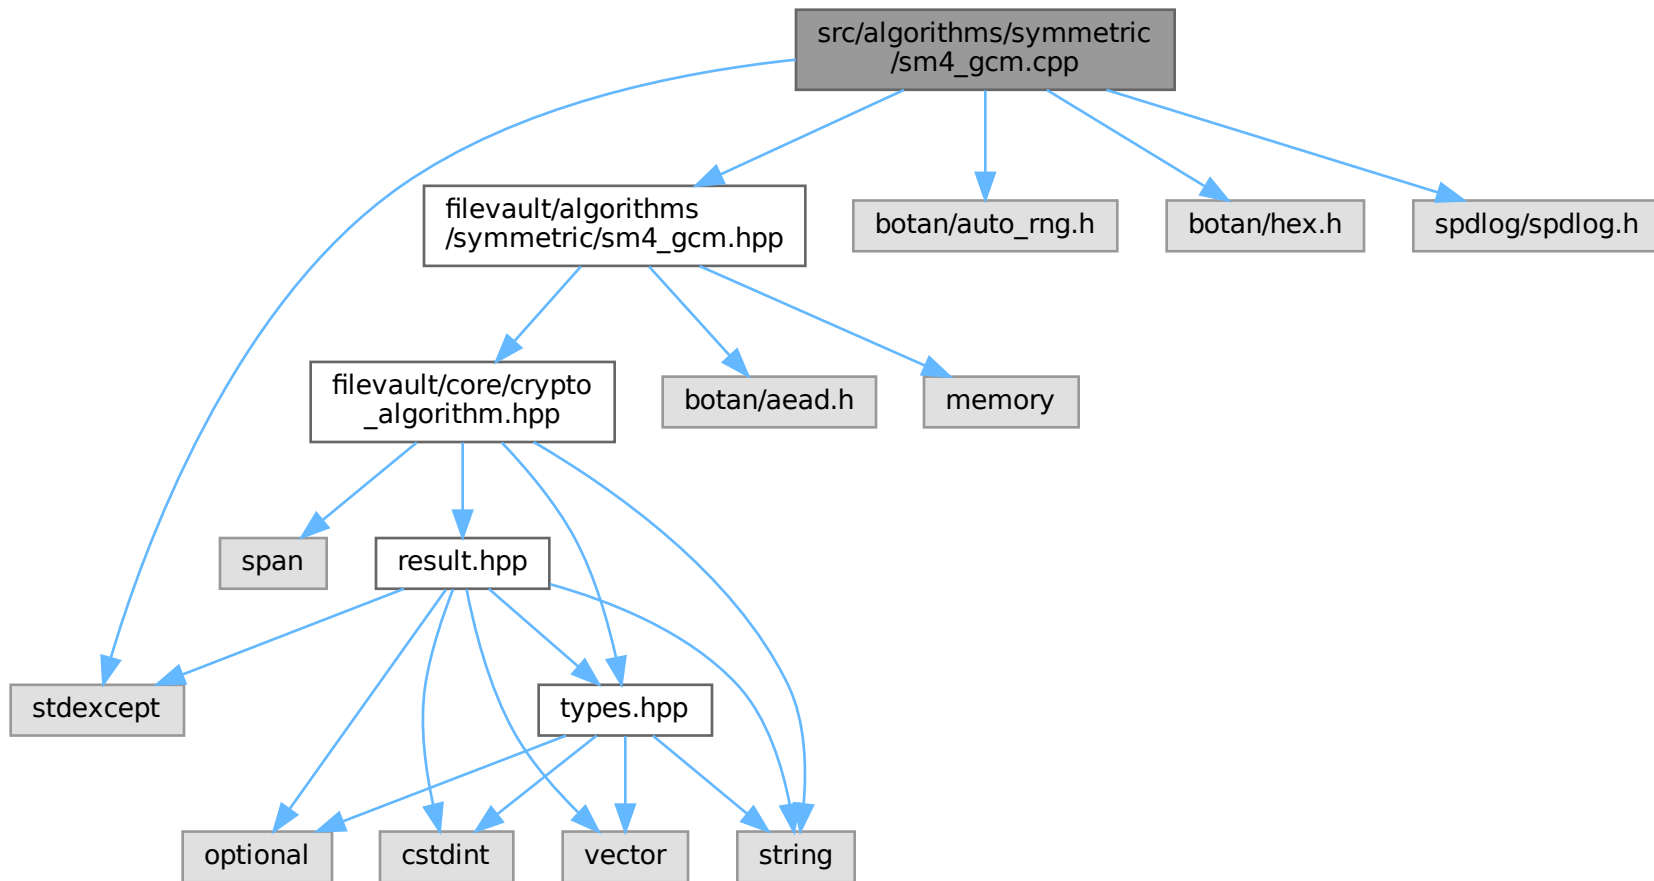 src/algorithms/symmetric
/sm4_gcm.cpp
filevault/algorithms
/symmetric/sm4_gcm.hpp
botan/auto_rng.h
botan/hex.h
spdlog/spdlog.h
filevault/core/crypto
_algorithm.hpp
botan/aead.h
memory
span
result.hpp
stdexcept
types.hpp
optional
cstdint
vector
string